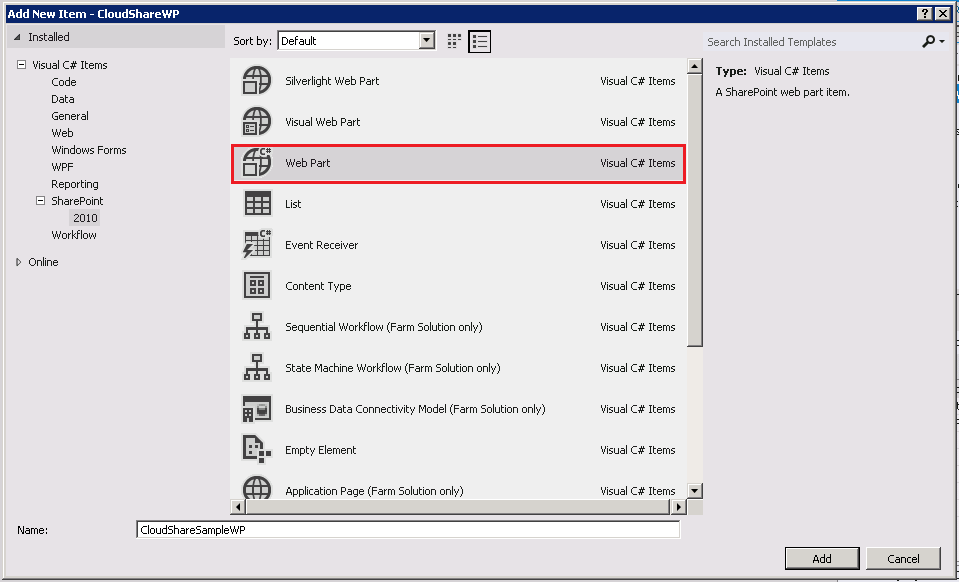 Add New Item - CloudShareWP
Installed
Sort by: Default
Search Installed Templates
Visual C# Items
Code
Data
General
Web
Windows Forms
WPF
Reporting
SharePoint
2010
Workflow
Online
Silverlight Web Part Visual C# Items
Visual Web Part Visual C# Items
Web Part Visual C# Items
List Visual C# Items
Event Receiver Visual C# Items
Content Type Visual C# Items
Sequential Workflow (Farm Solution only) Visual C# Items
State Machine Workflow (Farm Solution only) Visual C# Items
Business Data Connectivity Model (Farm Solution only) Visual C# Items
Empty Element Visual C# Items
Application Page (Farm Solution only) Visual C# Items
Type: Visual C# Items
A SharePoint web part item.
Name: CloudShareSampleWP
Add Cancel